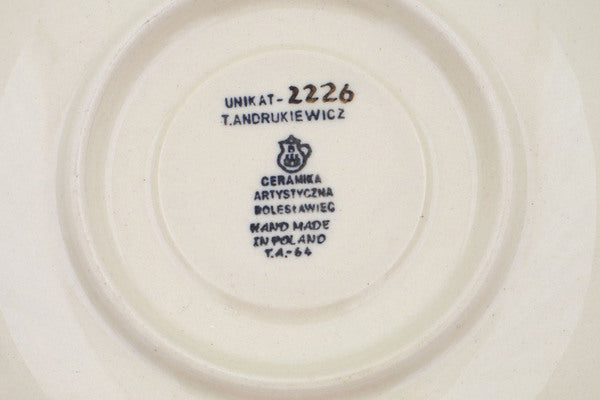 UNIKAT-2226
T.ANDRUKIEWICZ
B
CERAMIKA
ARTYSTYCZNA
BOLESŁAWIEC
HAND MADE
IN POLAND
T.A.-64